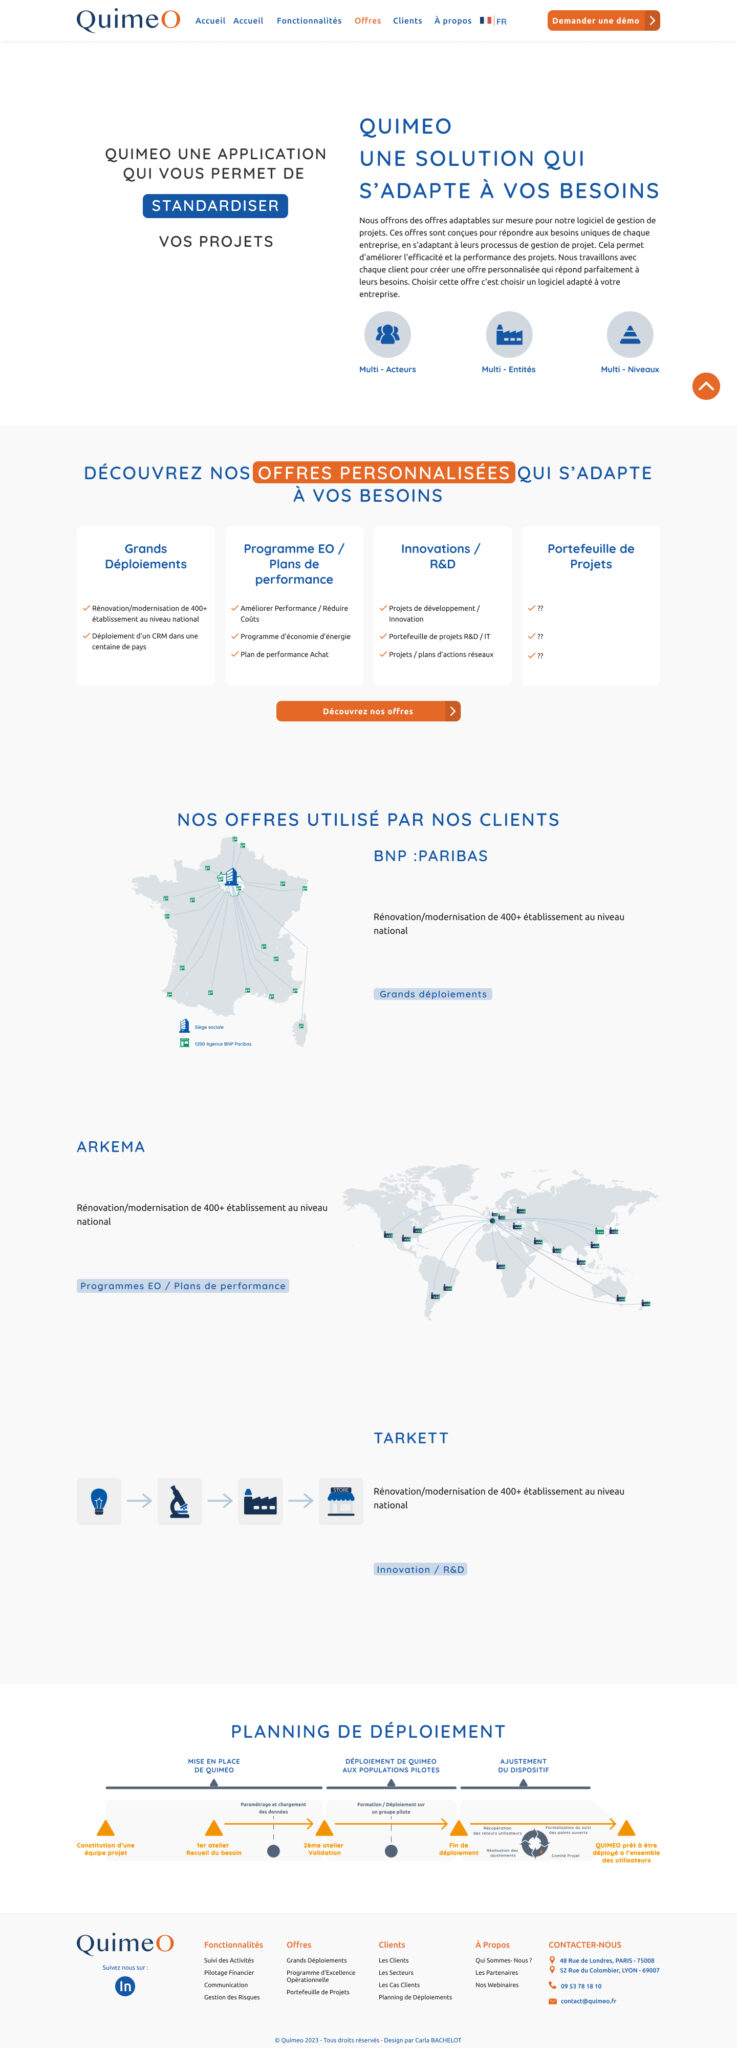 QuimeO
Accueil Accueil Fonctionnalités Offres Clients À propos FR
Demander une démo
QUIMEO UNE APPLICATION
QUI VOUS PERMET DE
STANDARDISER
VOS PROJETS
QUIMEO
UNE SOLUTION QUI
S'ADAPTE À VOS BESOINS
Nous offrons des offres adaptables sur mesure pour notre logiciel de gestion de
projets. Ces offres sont conçues pour répondre aux besoins uniques de chaque
entreprise, en s'adaptant à leurs processus de gestion de projet. Cela permet
d'améliorer l'efficacité et la performance des projets. Nous travaillons avec
chaque client pour créer une offre personnalisée qui répond parfaitement à
leurs besoins. Choisir cette offre c'est choisir un logiciel adapté à votre
entreprise.
Multi - Acteurs
Multi - Entités
Multi - Niveaux
DÉCOUVREZ NOS OFFRES PERSONNALISÉES QUI S'ADAPTE
À VOS BESOINS
Grands
Déploiements
Rénovation/modernisation de 400+
établissement au niveau national
Déploiement d'un CRM dans une
centaine de pays
Programme EO /
Plans de
performance
Améliorer Performance / Réduire
Coûts
Programme d'économie d'énergie
Plan de performance Achat
Innovations /
R&D
Projets de développement /
Innovation
Portefeuille de projets R&D / IT
Projets / plans d'actions réseaux
Portefeuille de
Projets
??
??
??
Découvrez nos offres
NOS OFFRES UTILISÉ PAR NOS CLIENTS
BNP :PARIBAS
Rénovation/modernisation de 400+ établissement au niveau
national
Grands déploiements
Siège sociale
1200 Agence BNP Paribas
ARKEMA
Rénovation/modernisation de 400+ établissement au niveau
national
Programmes EO / Plans de performance
TARKETT
STORE
Rénovation/modernisation de 400+ établissement au niveau
national
Innovation / R&D
PLANNING DE DÉPLOIEMENT
MISE EN PLACE
DE QUIMEO
DÉPLOIEMENT DE QUIMEO
AUX POPULATIONS PILOTES
AJUSTEMENT
DU DISPOSITIF
Paramétrage et chargement
des données
Formation / Déploiement sur
un groupe pilote
Récupération
des retours utilisateurs
Formalisation du suivi
des points ouverts
Réalisation des
ajustements
Comité Projet
Constitution d'une
équipe projet
1er atelier
Recueil du besoin
2ème atelier
Validation
Fin de
déploiement
QUIMEO prêt à être
déployé à l'ensemble
des utilisateurs
QuimeO
Suivez nous sur :
in
Fonctionnalités
Suivi des Activités
Pilotage Financier
Communication
Gestion des Risques
Offres
Grands Déploiements
Programme d'Excellence
Opérationnelle
Portefeuille de Projets
Clients
Les Clients
Les Secteurs
Les Cas Clients
Planning de Déploiements
À Propos
Qui Sommes- Nous ?
Les Partenaires
Nos Webinaires
CONTACTER-NOUS
48 Rue de Londres, PARIS - 75008
52 Rue du Colombier, LYON - 69007
09 53 78 18 10
contact@quimeo.fr
© Quimeo 2023 - Tous droits réservés - Design par Carla BACHELOT